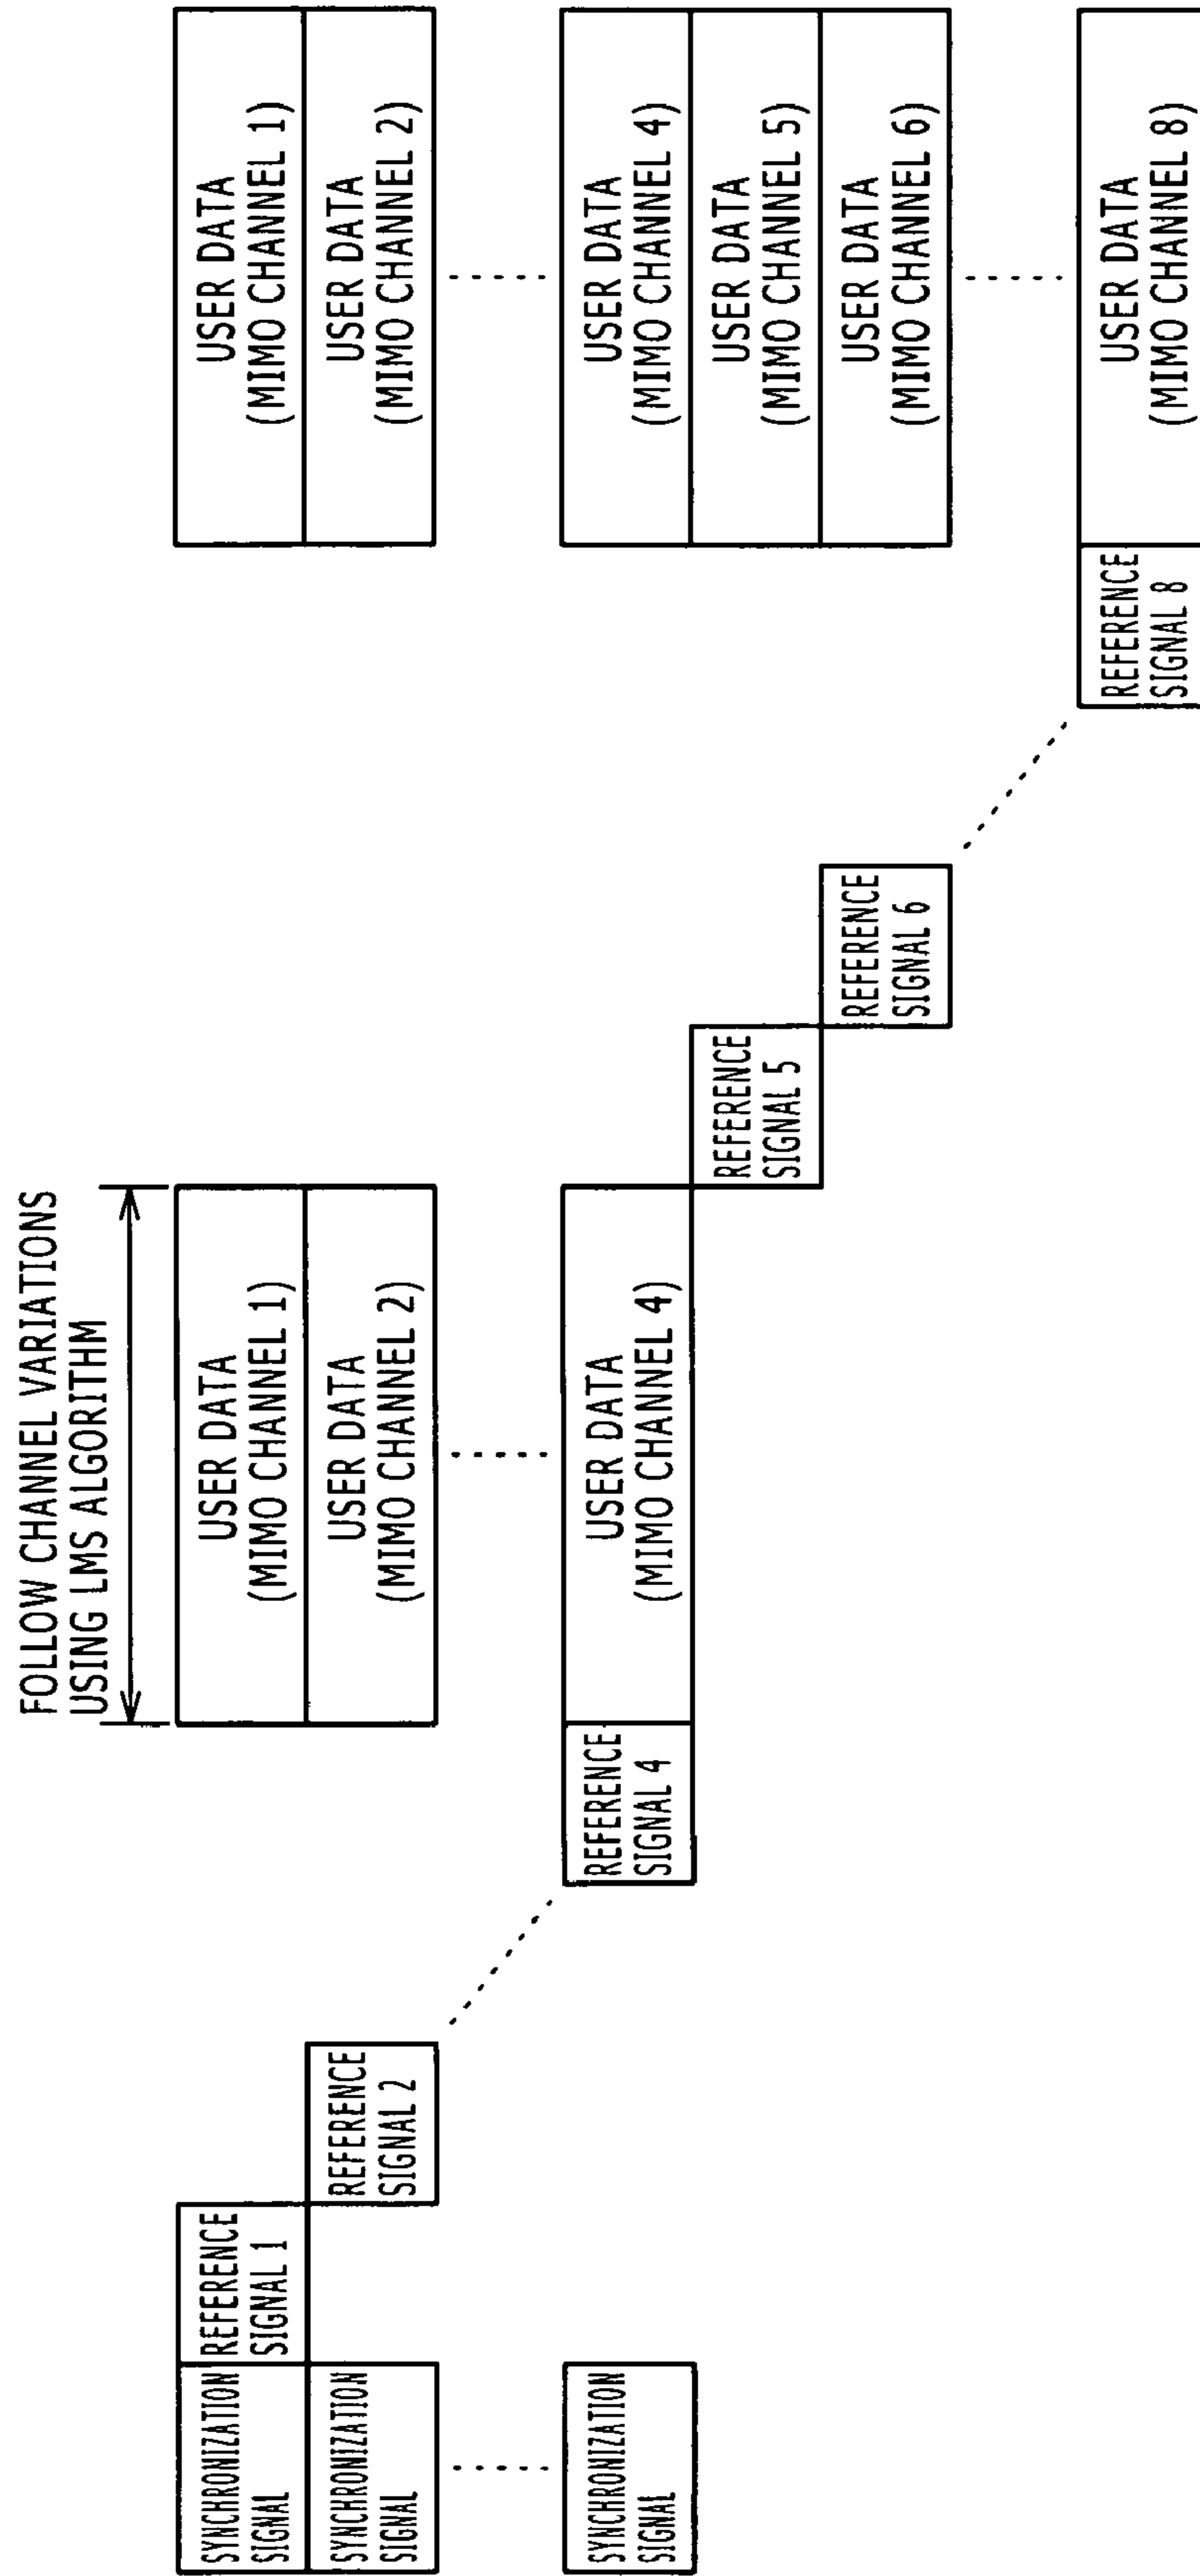 FOLLOW CHANNEL VARIATIONS
USING LMS ALGORITHM
SYNCHRONIZATION
SIGNAL
REFERENCE
SIGNAL 1
USER DATA
(MIMO CHANNEL 1)
USER DATA
(MIMO CHANNEL 1)
SYNCHRONIZATION
SIGNAL
REFERENCE
SIGNAL 2
USER DATA
(MIMO CHANNEL 2)
USER DATA
(MIMO CHANNEL 2)
SYNCHRONIZATION
SIGNAL
REFERENCE
SIGNAL 4
USER DATA
(MIMO CHANNEL 4)
USER DATA
(MIMO CHANNEL 4)
REFERENCE
SIGNAL 5
USER DATA
(MIMO CHANNEL 5)
REFERENCE
SIGNAL 6
USER DATA
(MIMO CHANNEL 6)
REFERENCE
SIGNAL 8
USER DATA
(MIMO CHANNEL 8)